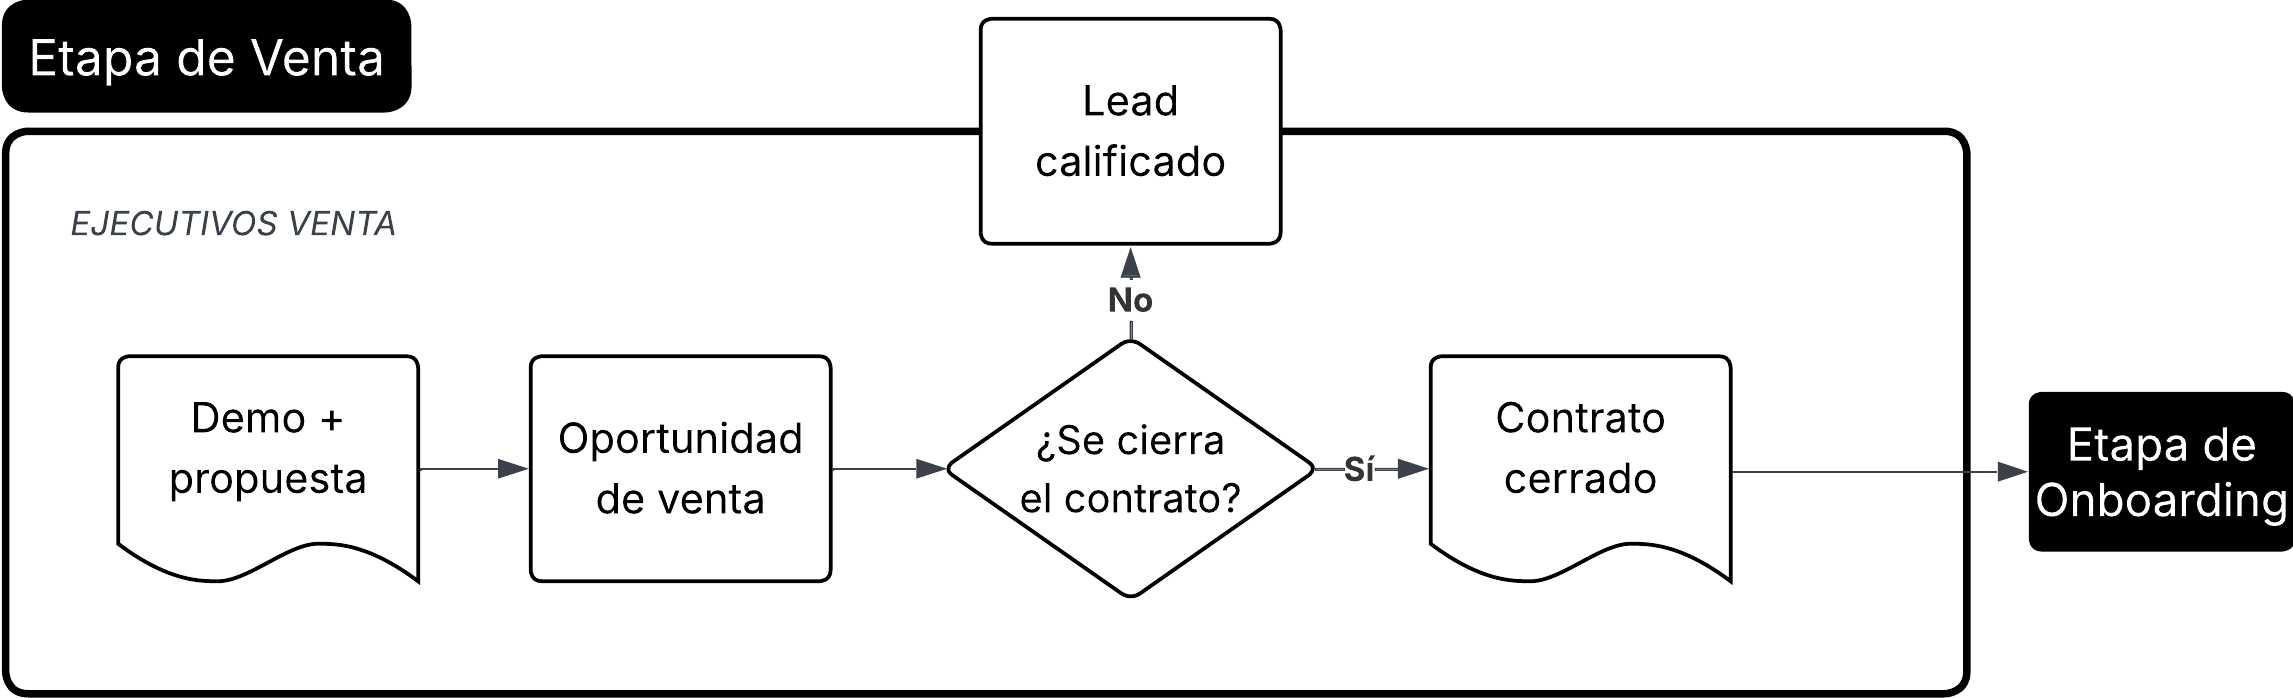 Etapa de Venta
Lead
calificado
EJECUTIVOS VENTA
No
Demo +
propuesta
Oportunidad
de venta
¿Se cierra
el contrato?
Sí
Contrato
cerrado
Etapa de
Onboarding